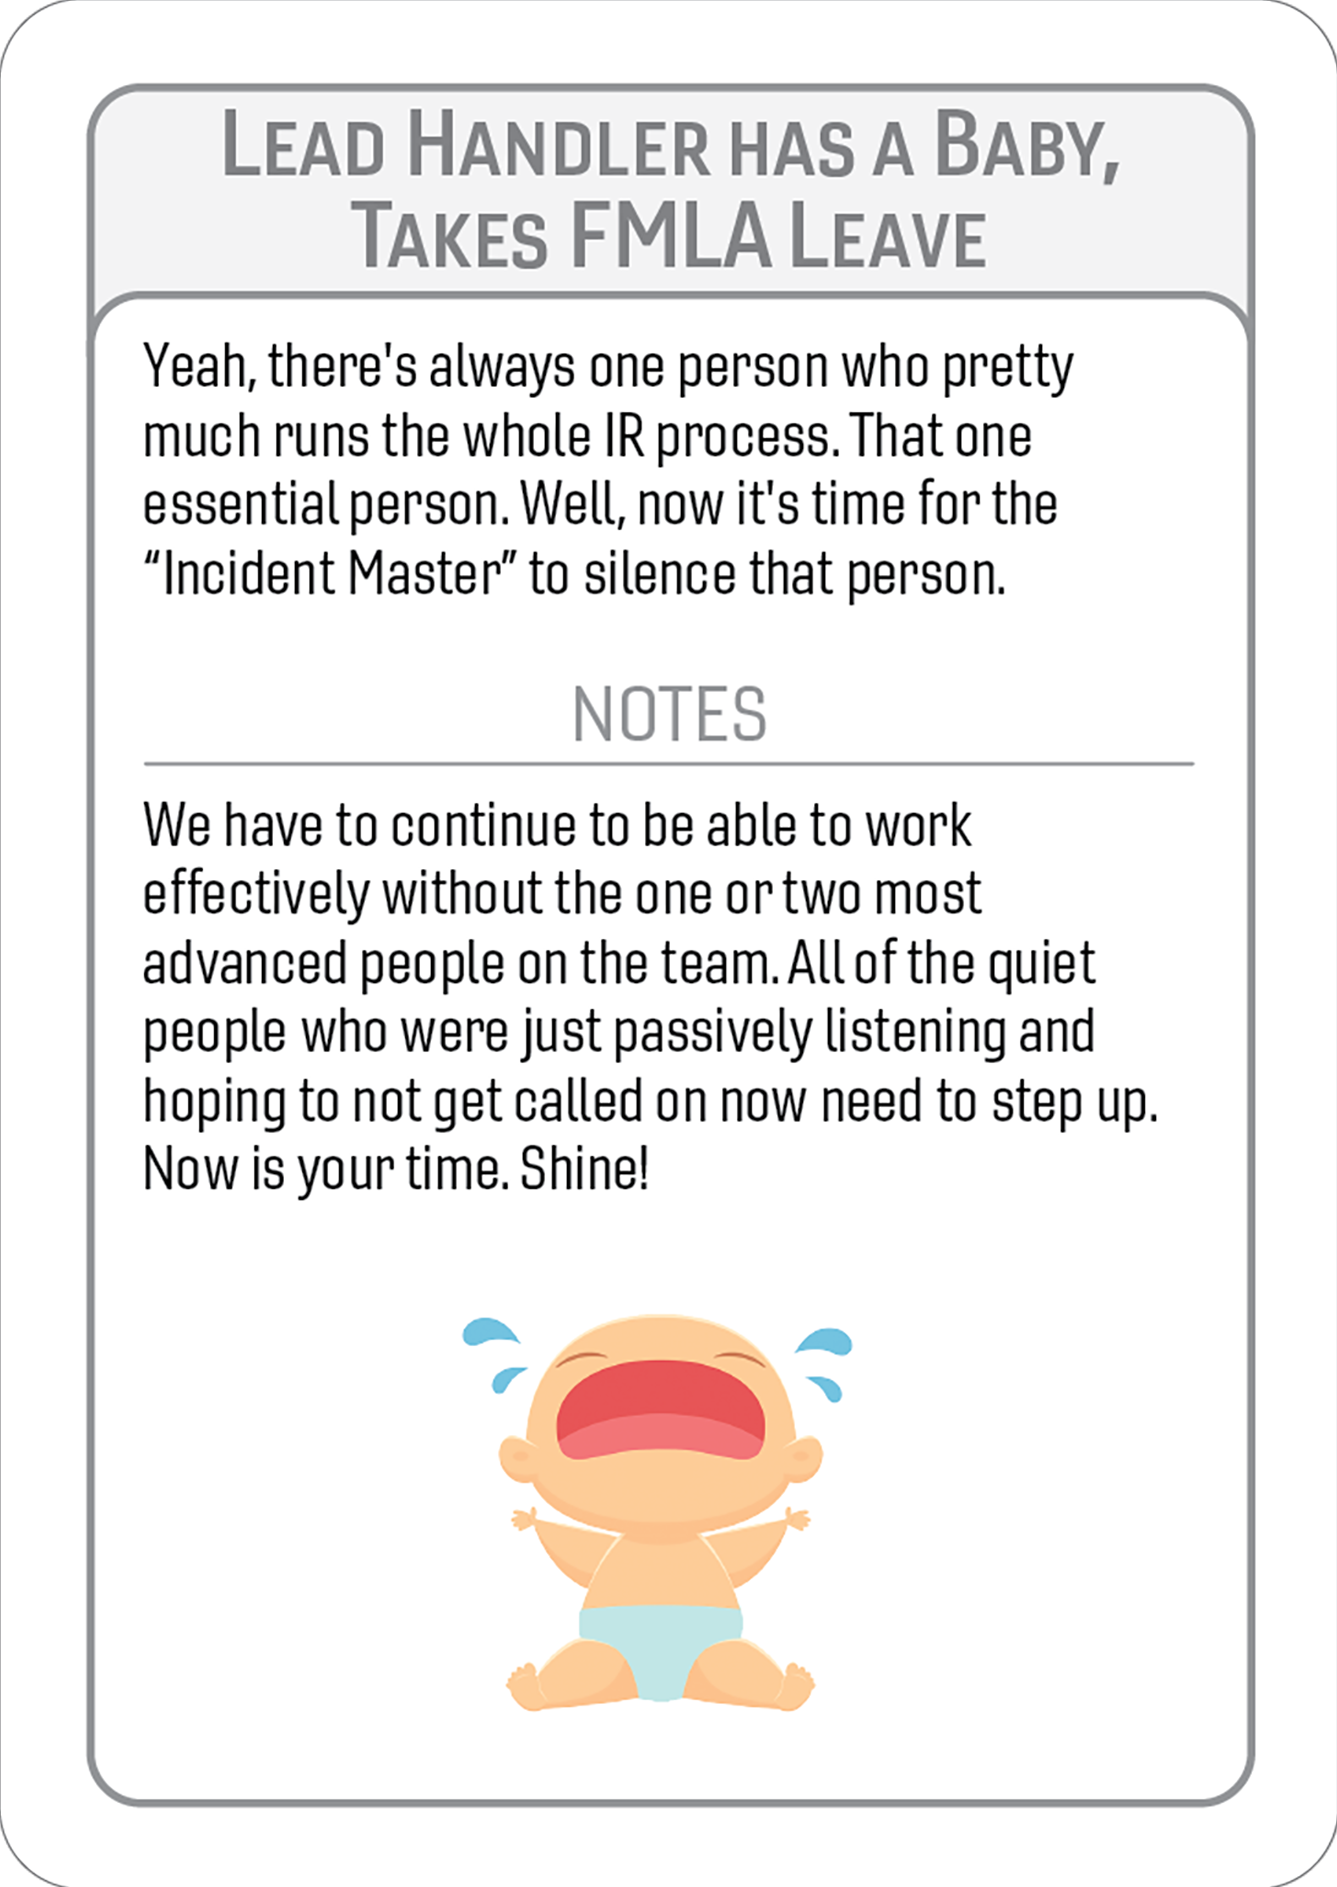 Lead Handler has a Baby,
Takes FMLA Leave
Yeah, there's always one person who pretty
much runs the whole IR process. That one
essential person. Well, now it's time for the
“Incident Master” to silence that person.
NOTES
We have to continue to be able to work
effectively without the one or two most
advanced people on the team. All of the quiet
people who were just passively listening and
hoping to not get called on now need to step up.
Now is your time. Shine!